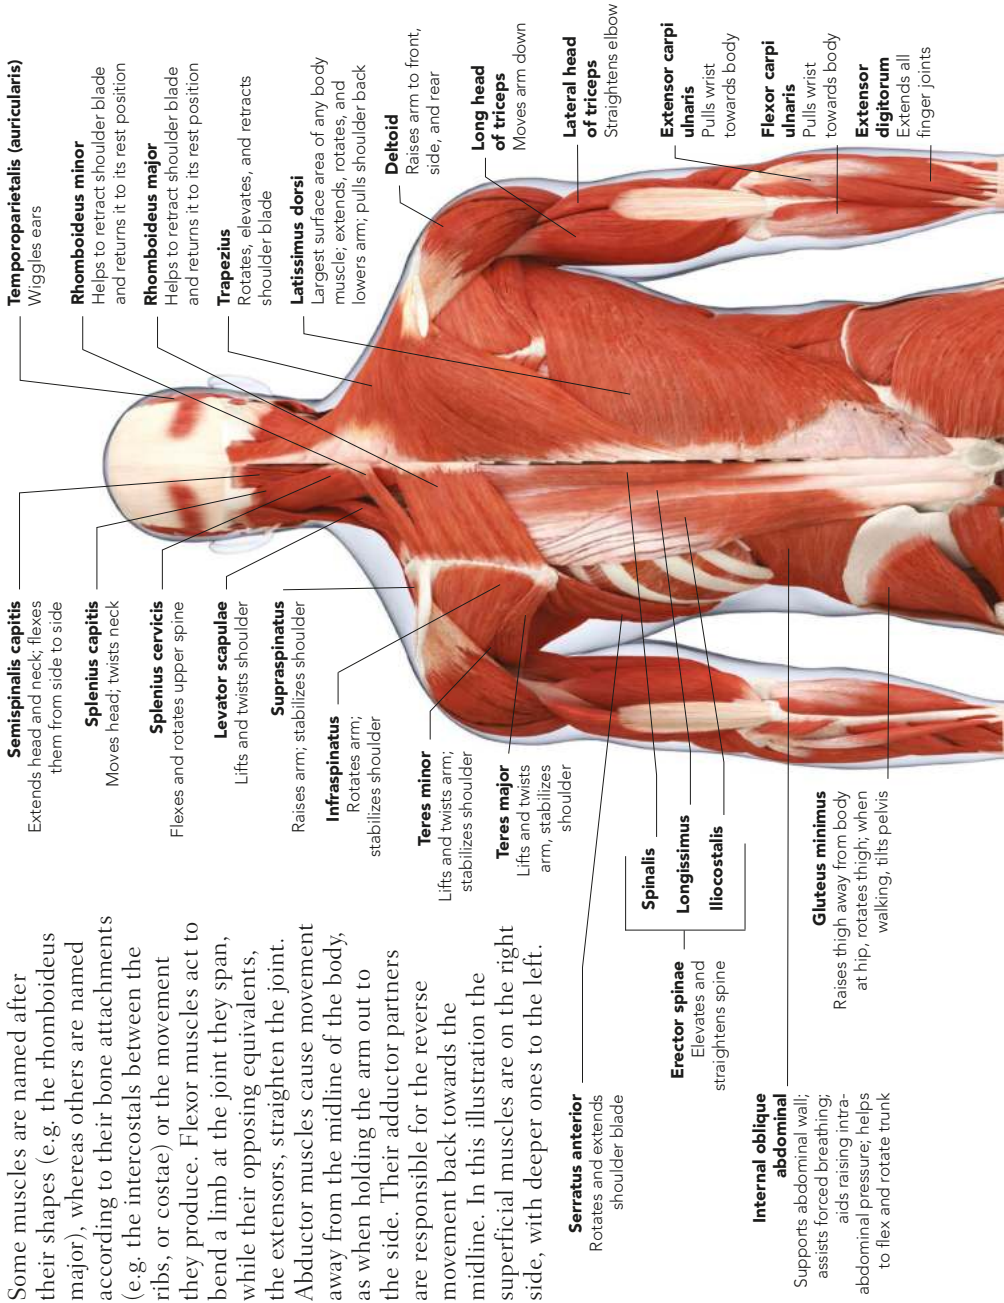 Some muscles are named after
their shapes (e.g. the rhomboideus
major), whereas others are named
according to their bone attachments
(e.g. the intercostals between the
ribs, or costae) or the movement
they produce. Flexor muscles act to
bend a limb at the joint they span,
while their opposing equivalents,
the extensors, straighten the joint.
Abductor muscles cause movement
away from the midline of the body,
as when holding the arm out to
the side. Their adductor partners
are responsible for the reverse
movement back towards the
midline. In this illustration the
superficial muscles are on the right
side, with deeper ones to the left.
Semispinalis capitis
Extends head and neck; flexes
them from side to side
Splenius capitis
Moves head; twists neck
Splenius cervicis
Flexes and rotates upper spine
Levator scapulae
Lifts and twists shoulder
Supraspinatus
Raises arm; stabilizes shoulder
Infraspinatus
Rotates arm;
stabilizes shoulder
Teres minor
Lifts and twists arm;
stabilizes shoulder
Teres major
Lifts and twists
arm, stabilizes
shoulder
Serratus anterior
Rotates and extends
shoulder blade
Spinalis
Longissimus
Iliocostalis
Erector spinae
Elevates and
straightens spine
Internal oblique
abdominal
Supports abdominal wall;
assists forced breathing;
aids raising intra-
abdominal pressure; helps
to flex and rotate trunk
Gluteus minimus
Raises thigh away from body
at hip, rotates thigh; when
walking, tilts pelvis
Temporoparietalis (auricularis)
Wiggles ears
Rhomboideus minor
Helps to retract shoulder blade
and returns it to its rest position
Rhomboideus major
Helps to retract shoulder blade
and returns it to its rest position
Trapezius
Rotates, elevates, and retracts
shoulder blade
Latissimus dorsi
Largest surface area of any body
muscle; extends, rotates, and
lowers arm; pulls shoulder back
Deltoid
Raises arm to front,
side, and rear
Long head
of triceps
Moves arm down
Lateral head
of triceps
Straightens elbow
Extensor carpi
ulnaris
Pulls wrist
towards body
Flexor carpi
ulnaris
Pulls wrist
towards body
Extensor
digitorum
Extends all
finger joints